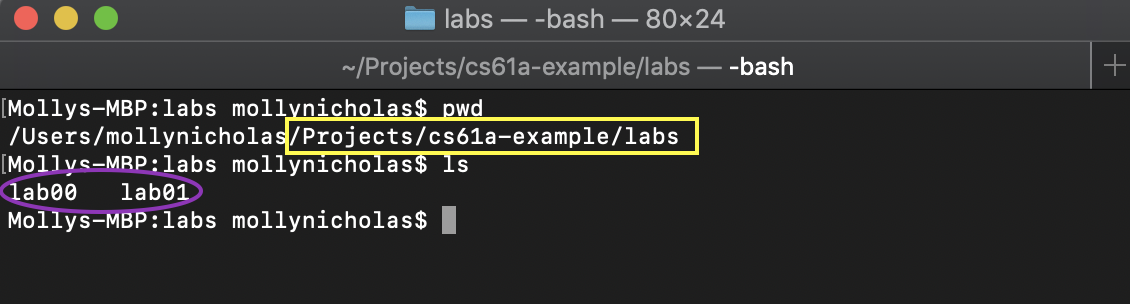 labs — -bash — 80×24
~/Projects/cs61a-example/labs — -bash
[Mollys-MBP:labs mollynicholas$ pwd
/Users/mollynicholas/Projects/cs61a-example/labs
[Mollys-MBP:labs mollynicholas$ ls
lab00 lab01
Mollys-MBP:labs mollynicholas$